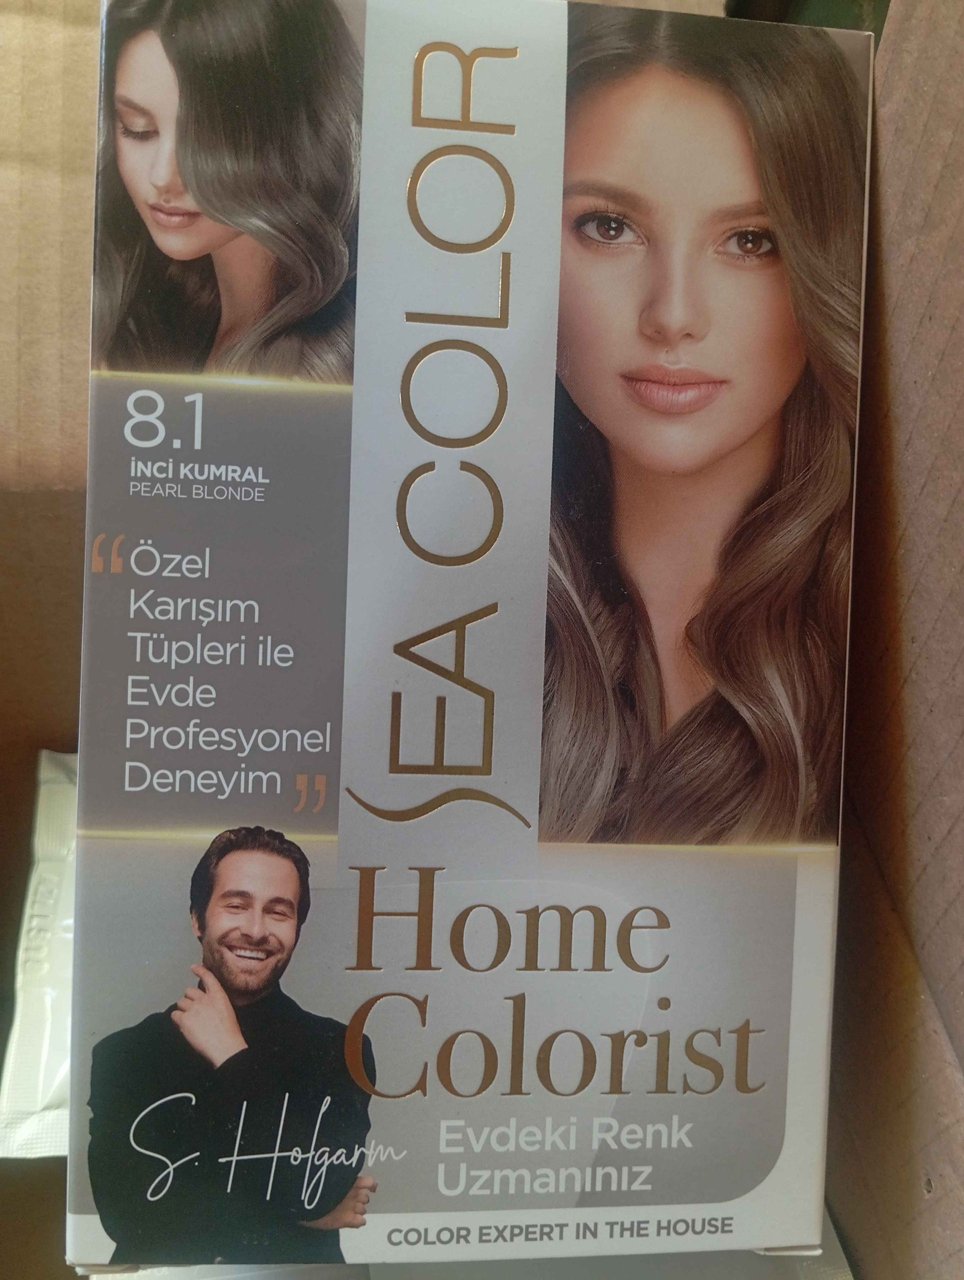 SEA COLOR
8.1
İNCİ KUMRAL
PEARL BLONDE
“Özel
Karışım
Tüpleri ile
Evde
Profesyonel
Deneyim”
Home
Colorist
S. Holgarm
Evdeki Renk
Uzmanınız
COLOR EXPERT IN THE HOUSE